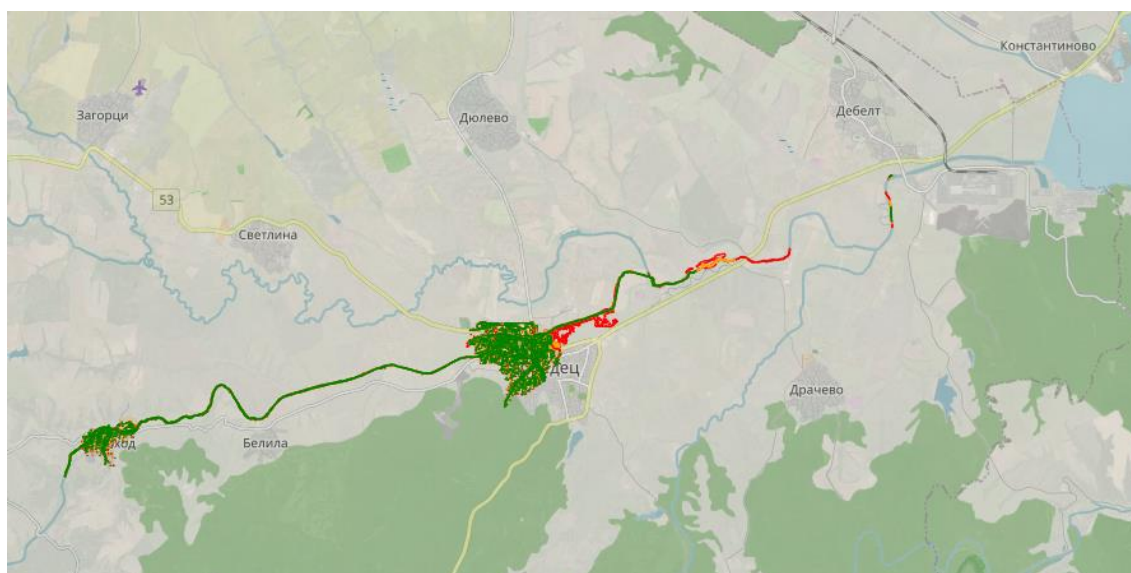 Константиново
Загорци
Дюлево
Дебелт
53
Светлина
Драчево
Белила